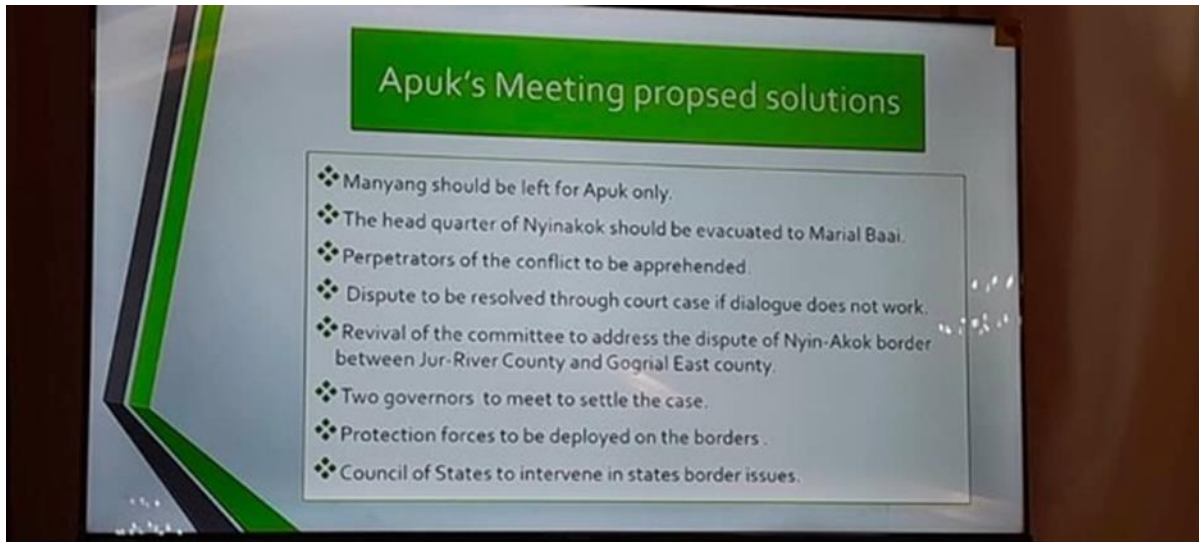 Apuk's Meeting propsed solutions
Manyang should be left for Apuk only.
The head quarter of Nyinakok should be evacuated to Marial Baai.
Perpetrators of the conflict to be apprehended.
Dispute to be resolved through court case if dialogue does not work.
Revival of the committee to address the dispute of Nyin-Akok border
between Jur-River County and Gogrial East county.
Two governors to meet to settle the case.
Protection forces to be deployed on the borders .
Council of States to intervene in states border issues.